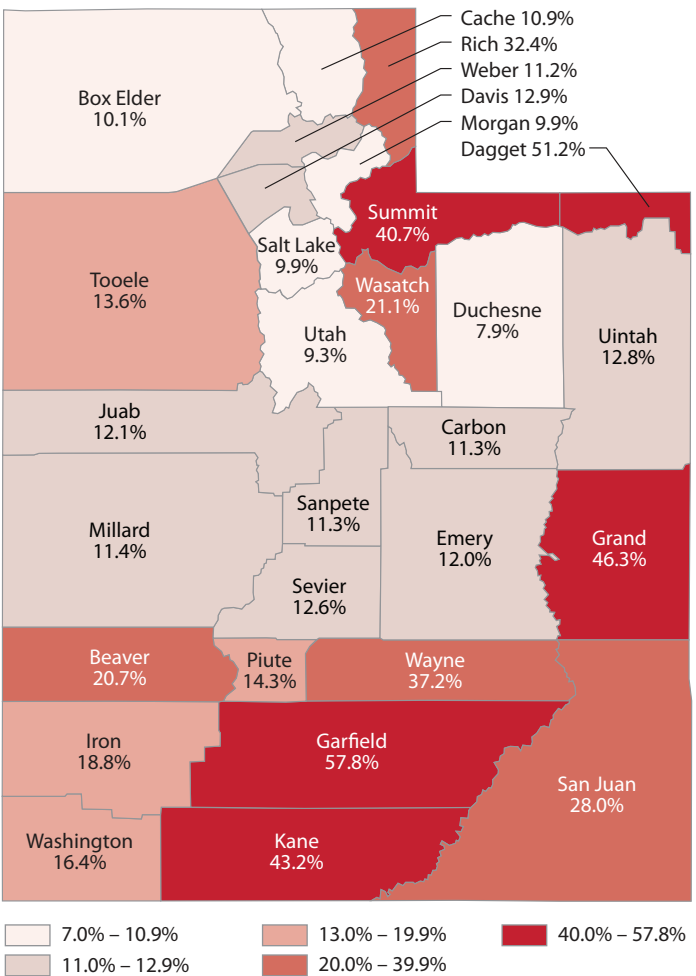 Cache 10.9%
Rich 32.4%
Weber 11.2%
Davis 12.9%
Morgan 9.9%
Dagget 51.2%
Box Elder
10.1%
Summit
40.7%
Salt Lake
9.9%
Tooele
13.6%
Wasatch
21.1%
Duchesne
7.9%
Uintah
12.8%
Utah
9.3%
Juab
12.1%
Carbon
11.3%
Sanpete
11.3%
Millard
11.4%
Emery
12.0%
Grand
46.3%
Sevier
12.6%
Beaver
20.7%
Piute
14.3%
Wayne
37.2%
Iron
18.8%
Garfield
57.8%
San Juan
28.0%
Washington
16.4%
Kane
43.2%
7.0% – 10.9%
11.0% – 12.9%
13.0% – 19.9%
20.0% – 39.9%
40.0% – 57.8%